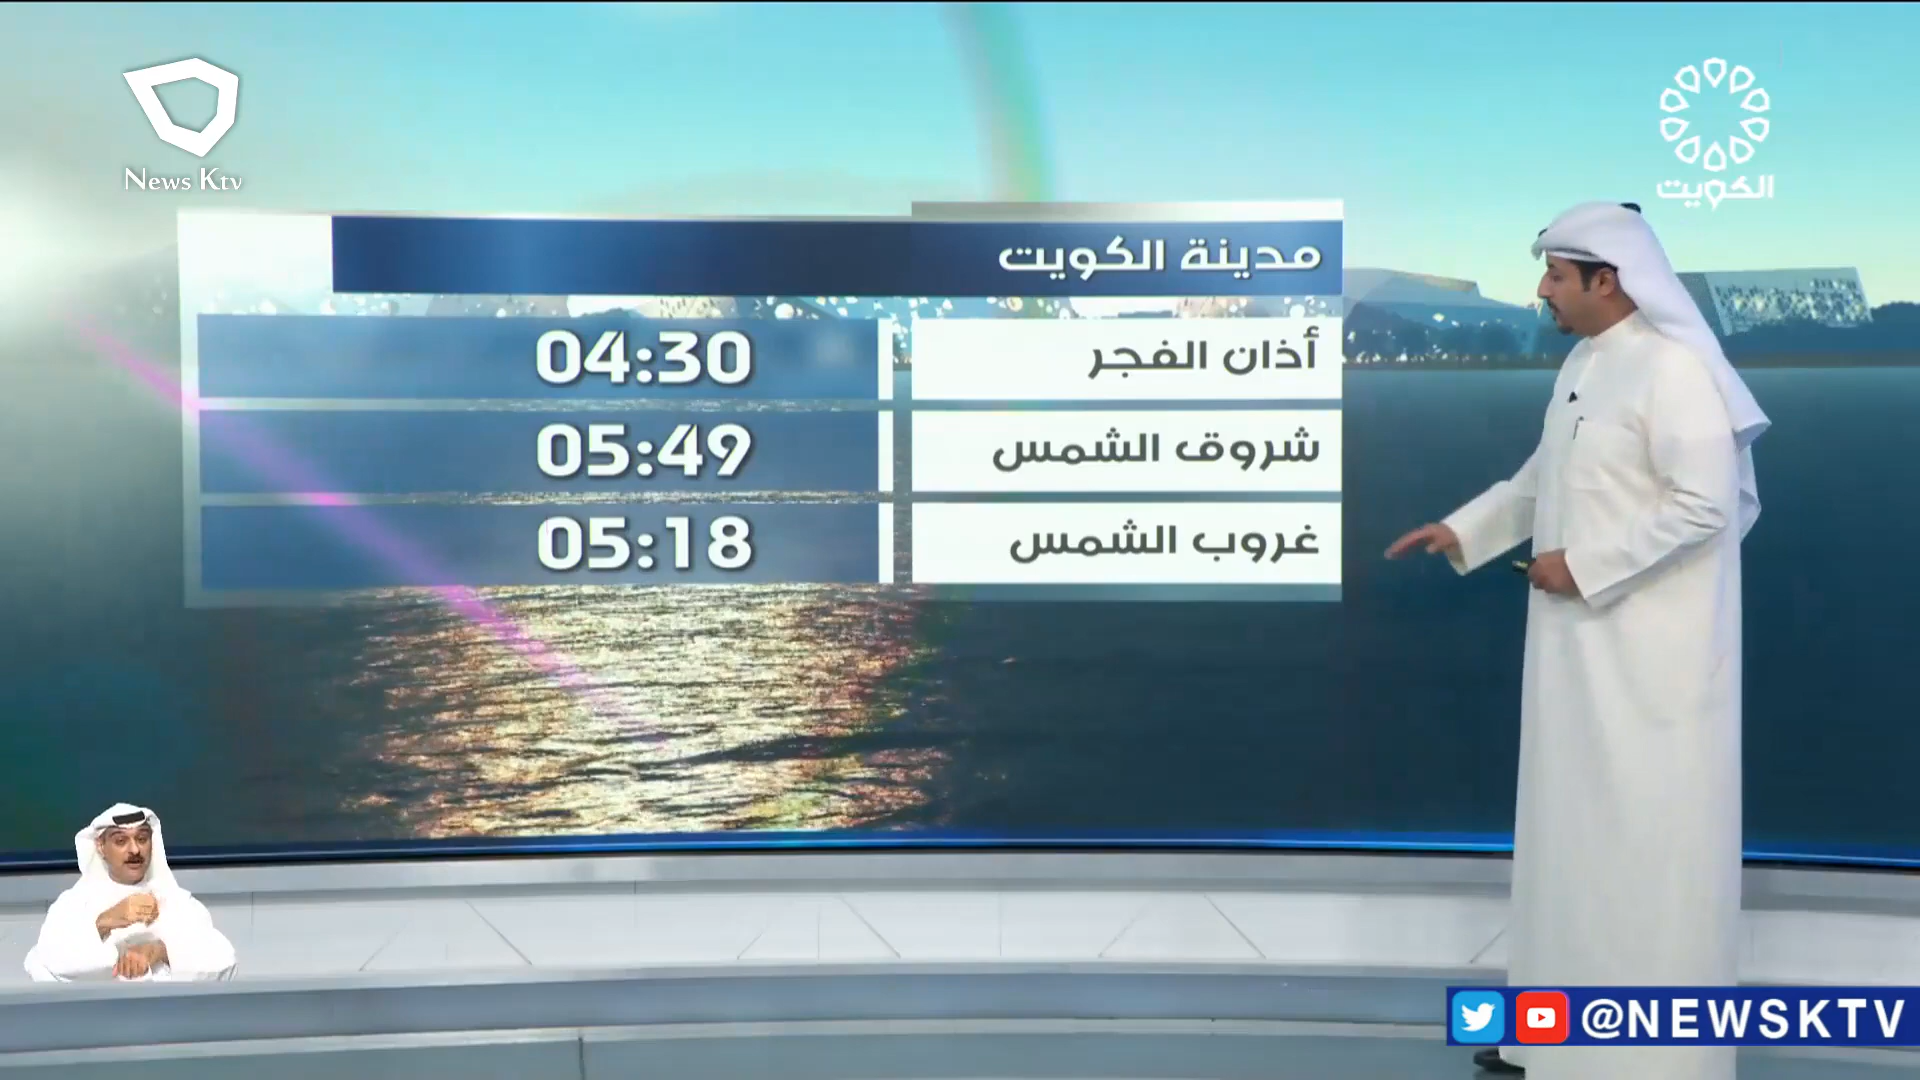 News Ktv
الكويت
مدينة الكويت
أذان الفجر 04:30
شروق الشمس 05:49
غروب الشمس 05:18
@NEWSKTV